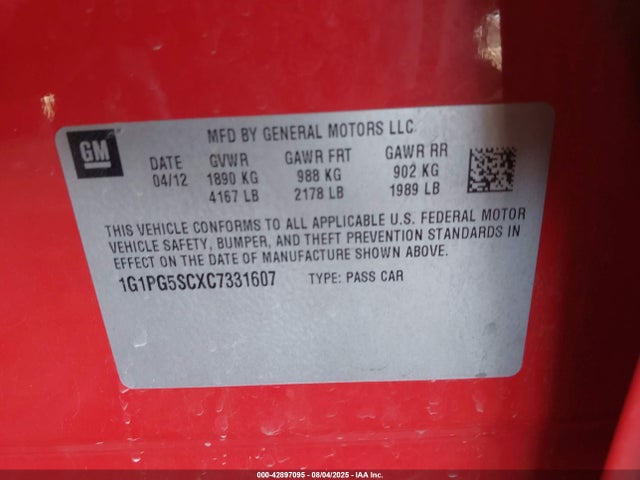 GM
MFD BY GENERAL MOTORS LLC
DATE GVWR GAWR FRT GAWR RR
04/12 1890 KG 988 KG 902 KG
4167 LB 2178 LB 1989 LB
THIS VEHICLE CONFORMS TO ALL APPLICABLE U.S. FEDERAL MOTOR
VEHICLE SAFETY, BUMPER, AND THEFT PREVENTION STANDARDS IN
EFFECT ON THE DATE OF MANUFACTURE SHOWN ABOVE.
1G1PG5SCXC7331607 TYPE: PASS CAR
000-42897095 - 08/04/2025 - IAA Inc.